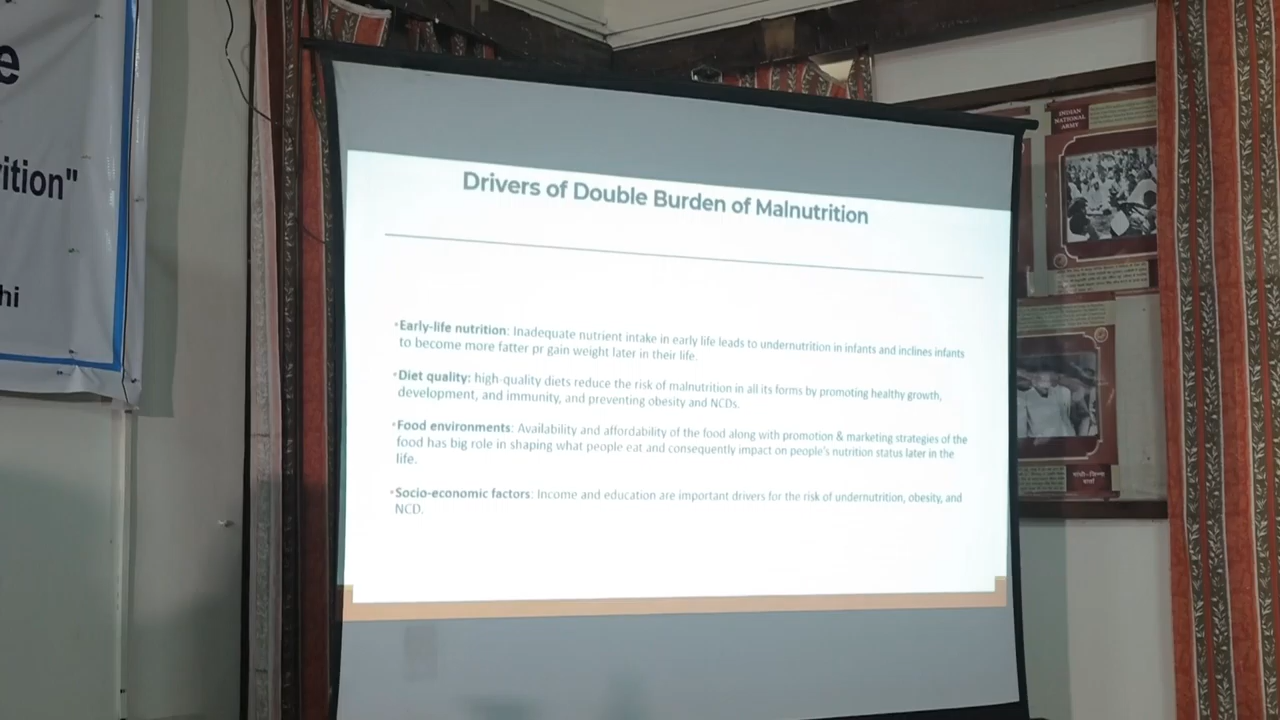 e
ition"
hi
Drivers of Double Burden of Malnutrition
•Early-life nutrition: Inadequate nutrient intake in early life leads to undernutrition in infants and inclines infants
to become more fatter pr gain weight later in their life.
•Diet quality: high-quality diets reduce the risk of malnutrition in all its forms by promoting healthy growth,
development, and immunity, and preventing obesity and NCDs.
•Food environments: Availability and affordability of the food along with promotion & marketing strategies of the
food has big role in shaping what people eat and consequently impact on people's nutrition status later in the
life.
•Socio-economic factors: Income and education are important drivers for the risk of undernutrition, obesity, and
NCD.
INDIAN
NATIONAL
ARMY